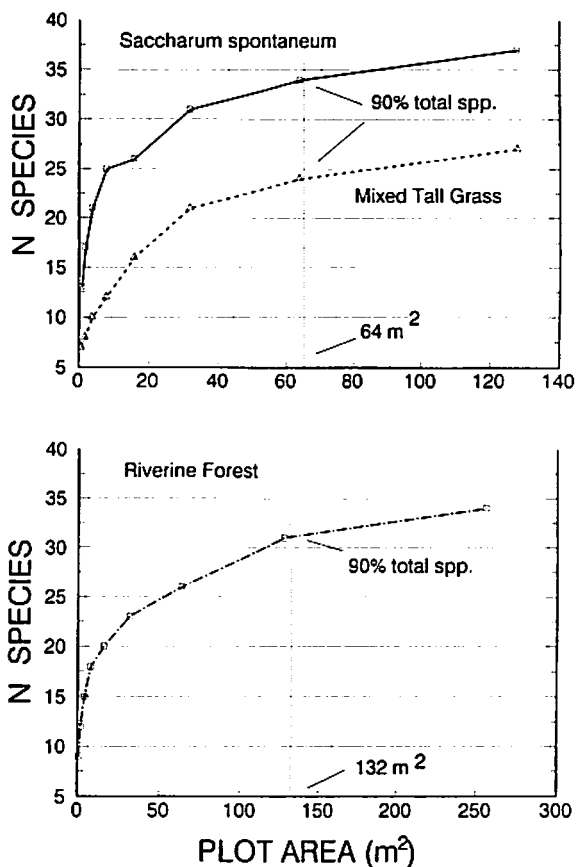 40
Saccharum spontaneum
35
90% total spp.
30
25
Mixed Tall Grass
20
15
10
64 m 2
5
0 20 40 60 80 100 120 140
N SPECIES
40
Riverine Forest
35
90% total spp.
30
25
20
15
10
132 m 2
5
0 50 100 150 200 250 300
N SPECIES
PLOT AREA (m2)